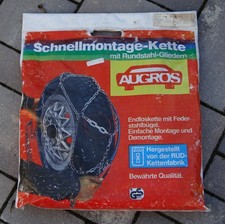 Schnellmontage-Kette
mit Rundstahl-Gliedern
AUGROS
Endloskette mit Feder-
stahlbügel.
Einfache Montage und
Demontage.
Hergestellt
von der RUD-
Kettenfabrik
Bewährte Qualität.